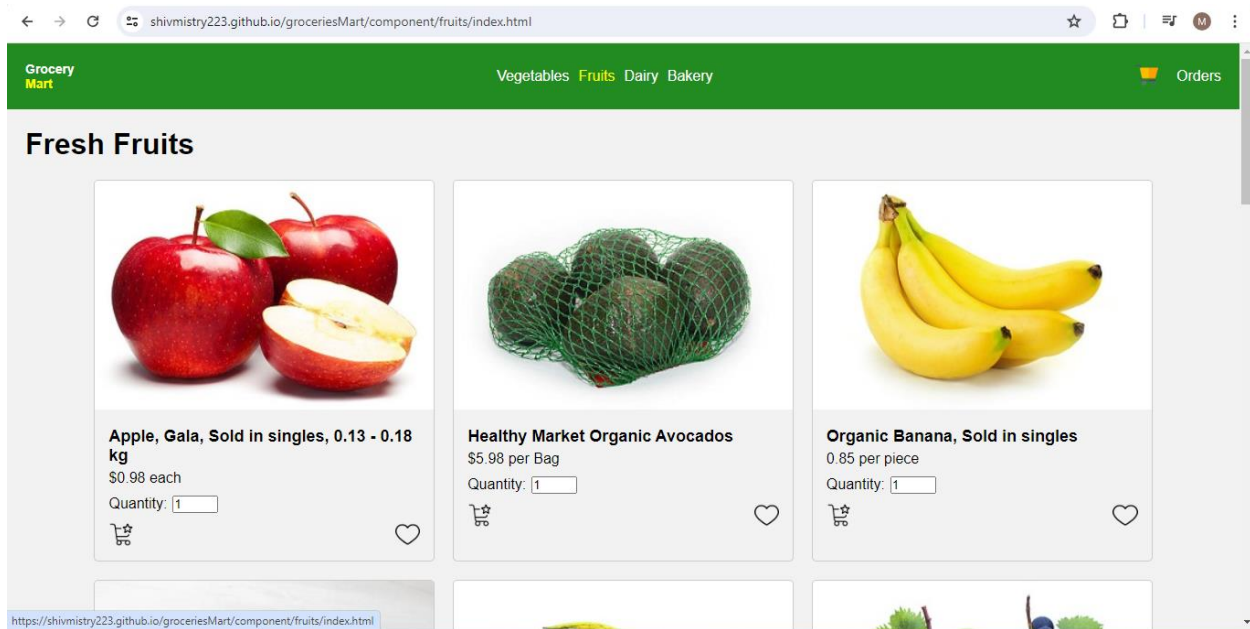 shivmistry223.github.io/groceriesMart/component/fruits/index.html
M
Grocery
Mart
Vegetables Fruits Dairy Bakery
Orders
Fresh Fruits
Apple, Gala, Sold in singles, 0.13 - 0.18
kg
$0.98 each
Quantity: 1
Healthy Market Organic Avocados
$5.98 per Bag
Quantity: 1
Organic Banana, Sold in singles
0.85 per piece
Quantity: 1
https://shivmistry223.github.io/groceriesMart/component/fruits/index.html